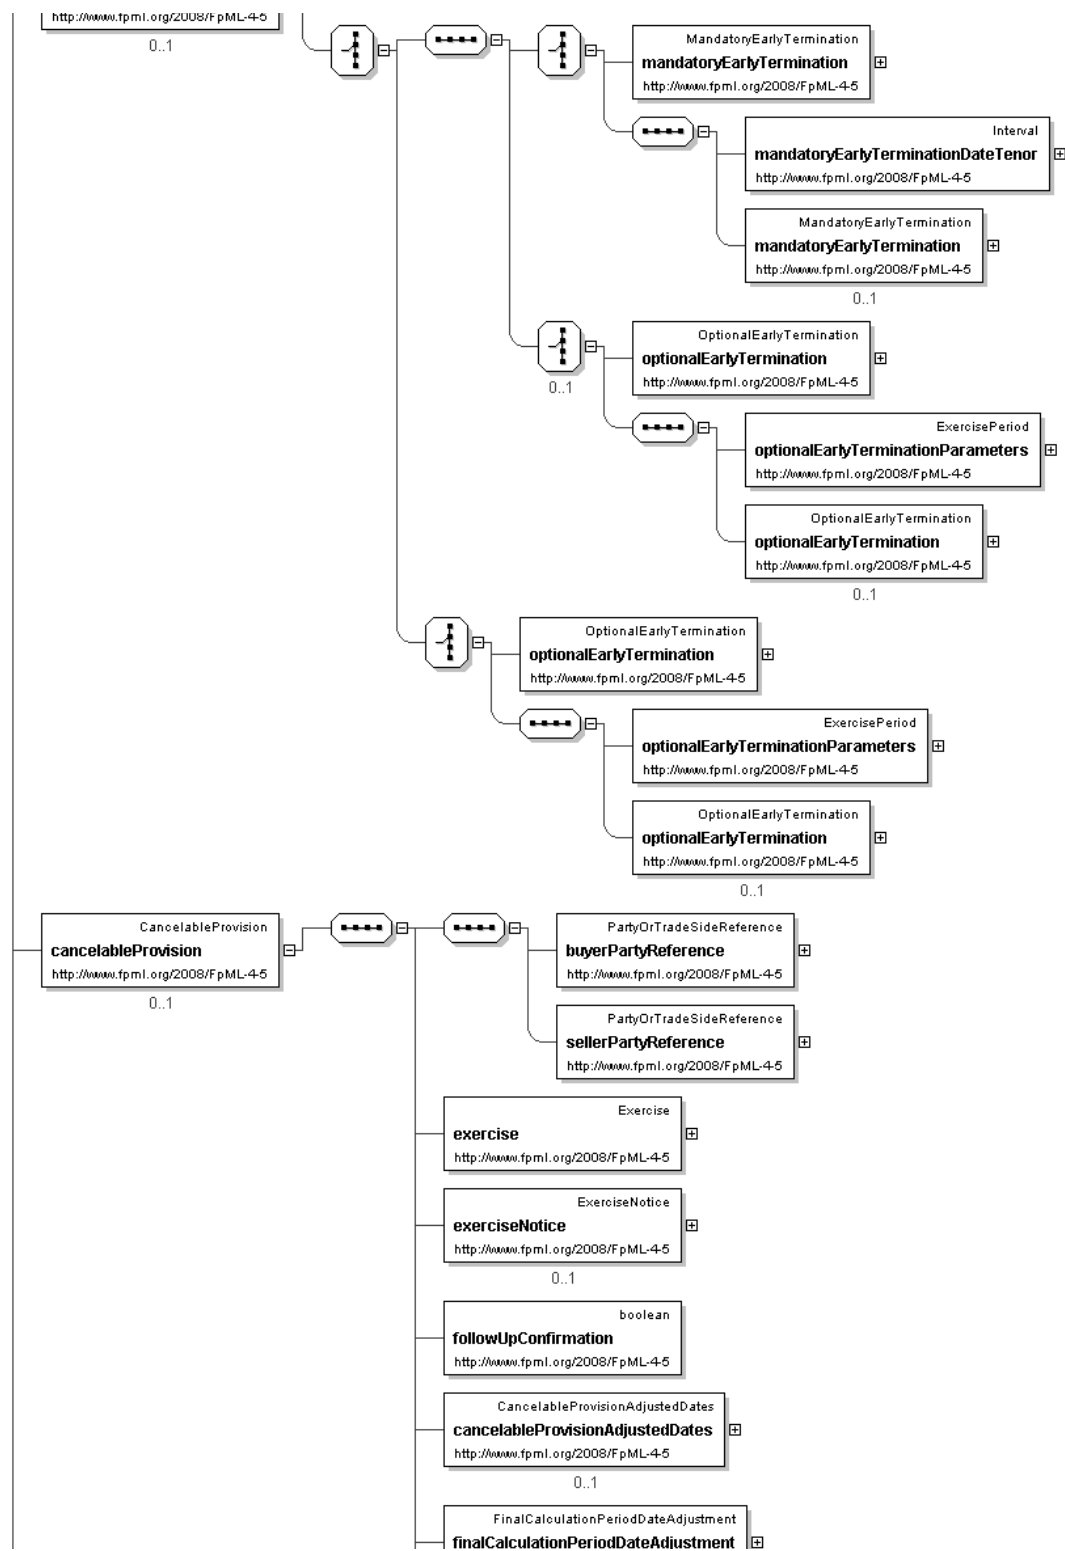 http://www.fpml.org/2008/FpML-4-5
0..1
MandatoryEarlyTermination
mandatoryEarlyTermination
http://www.fpml.org/2008/FpML-4-5
Interval
mandatoryEarlyTerminationDateTenor
http://www.fpml.org/2008/FpML-4-5
MandatoryEarlyTermination
mandatoryEarlyTermination
http://www.fpml.org/2008/FpML-4-5
0..1
OptionalEarlyTermination
optionalEarlyTermination
http://www.fpml.org/2008/FpML-4-5
0..1
ExercisePeriod
optionalEarlyTerminationParameters
http://www.fpml.org/2008/FpML-4-5
OptionalEarlyTermination
optionalEarlyTermination
http://www.fpml.org/2008/FpML-4-5
0..1
OptionalEarlyTermination
optionalEarlyTermination
http://www.fpml.org/2008/FpML-4-5
ExercisePeriod
optionalEarlyTerminationParameters
http://www.fpml.org/2008/FpML-4-5
OptionalEarlyTermination
optionalEarlyTermination
http://www.fpml.org/2008/FpML-4-5
0..1
CancelableProvision
cancelableProvision
http://www.fpml.org/2008/FpML-4-5
0..1
PartyOrTradeSideReference
buyerPartyReference
http://www.fpml.org/2008/FpML-4-5
PartyOrTradeSideReference
sellerPartyReference
http://www.fpml.org/2008/FpML-4-5
Exercise
exercise
http://www.fpml.org/2008/FpML-4-5
ExerciseNotice
exerciseNotice
http://www.fpml.org/2008/FpML-4-5
0..1
boolean
followUpConfirmation
http://www.fpml.org/2008/FpML-4-5
CancelableProvisionAdjustedDates
cancelableProvisionAdjustedDates
http://www.fpml.org/2008/FpML-4-5
0..1
FinalCalculationPeriodDateAdjustment
finalCalculationPeriodDateAdjustment